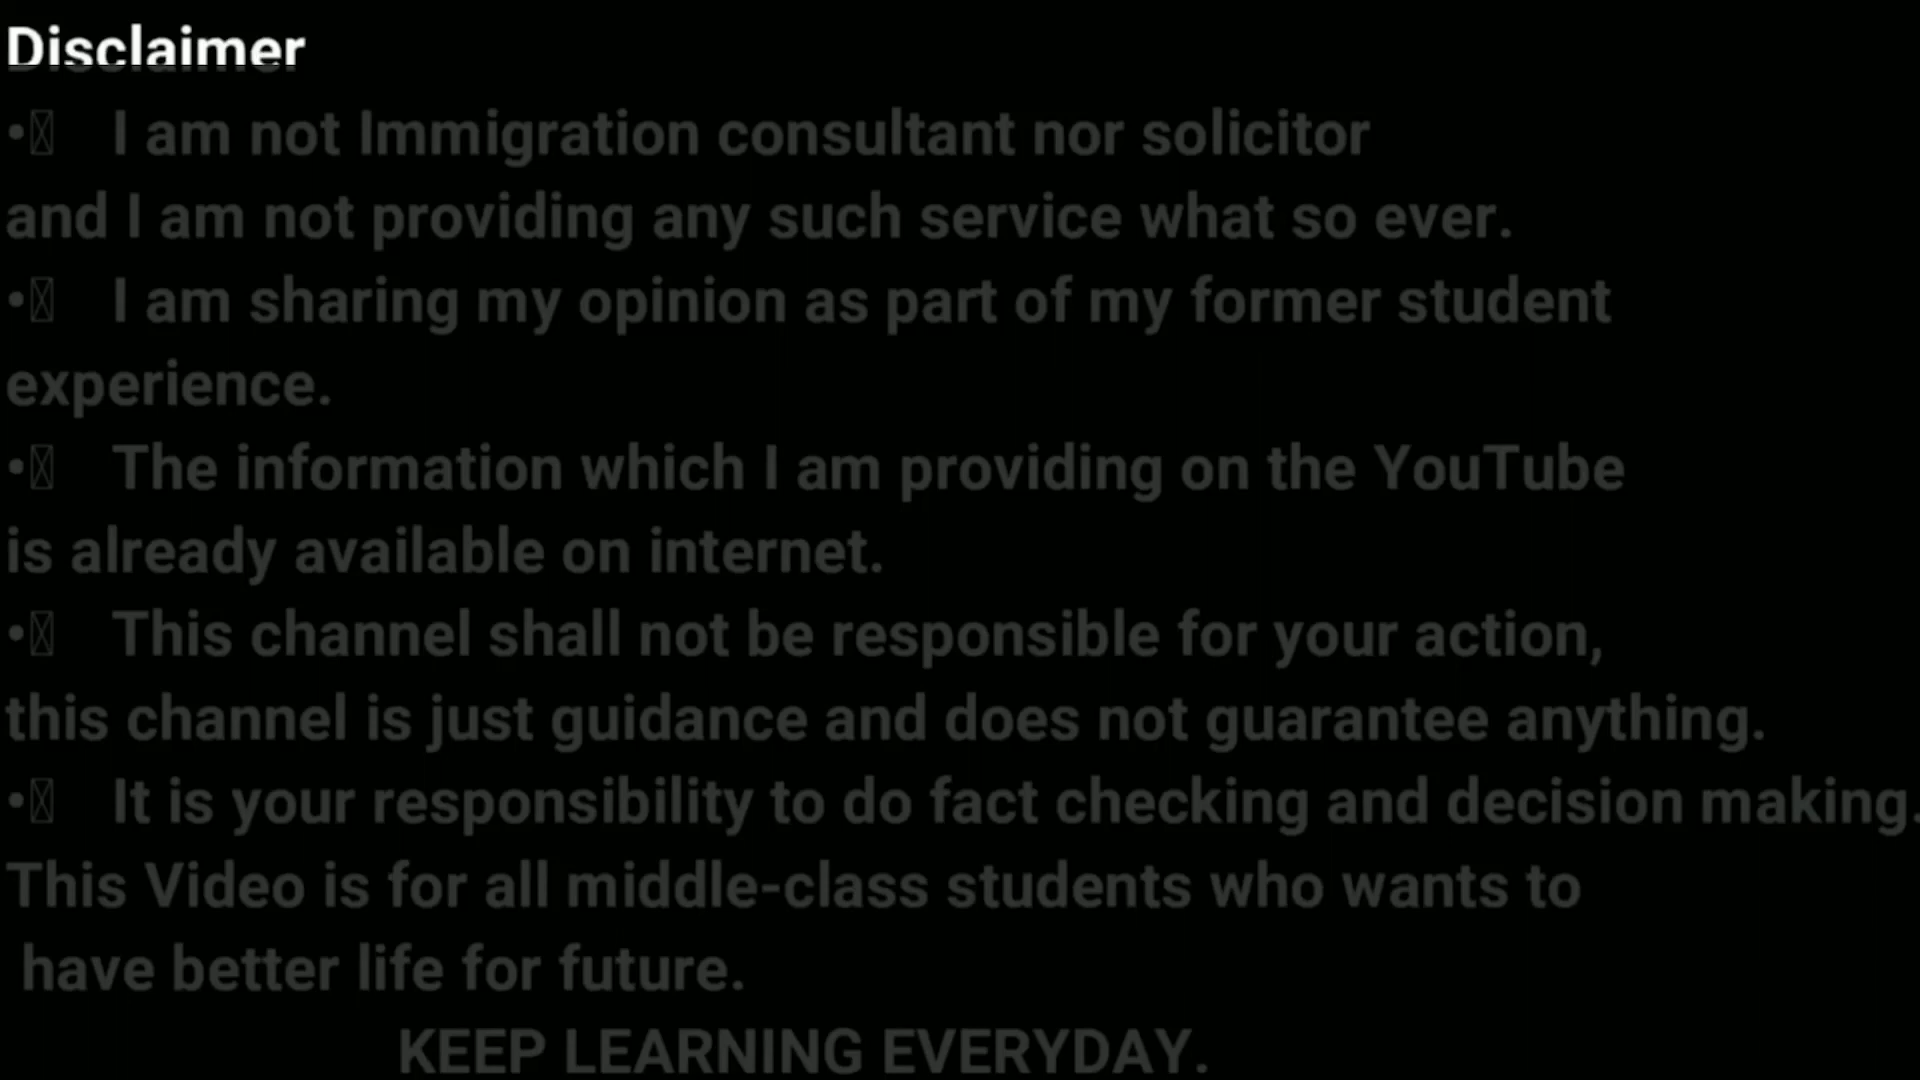 Disclaimer
• I am not Immigration consultant nor solicitor
and I am not providing any such service what so ever.
• I am sharing my opinion as part of my former student
experience.
• The information which I am providing on the YouTube
is already available on internet.
• This channel shall not be responsible for your action,
this channel is just guidance and does not guarantee anything.
• It is your responsibility to do fact checking and decision making.
This Video is for all middle-class students who wants to
have better life for future.
KEEP LEARNING EVERYDAY.